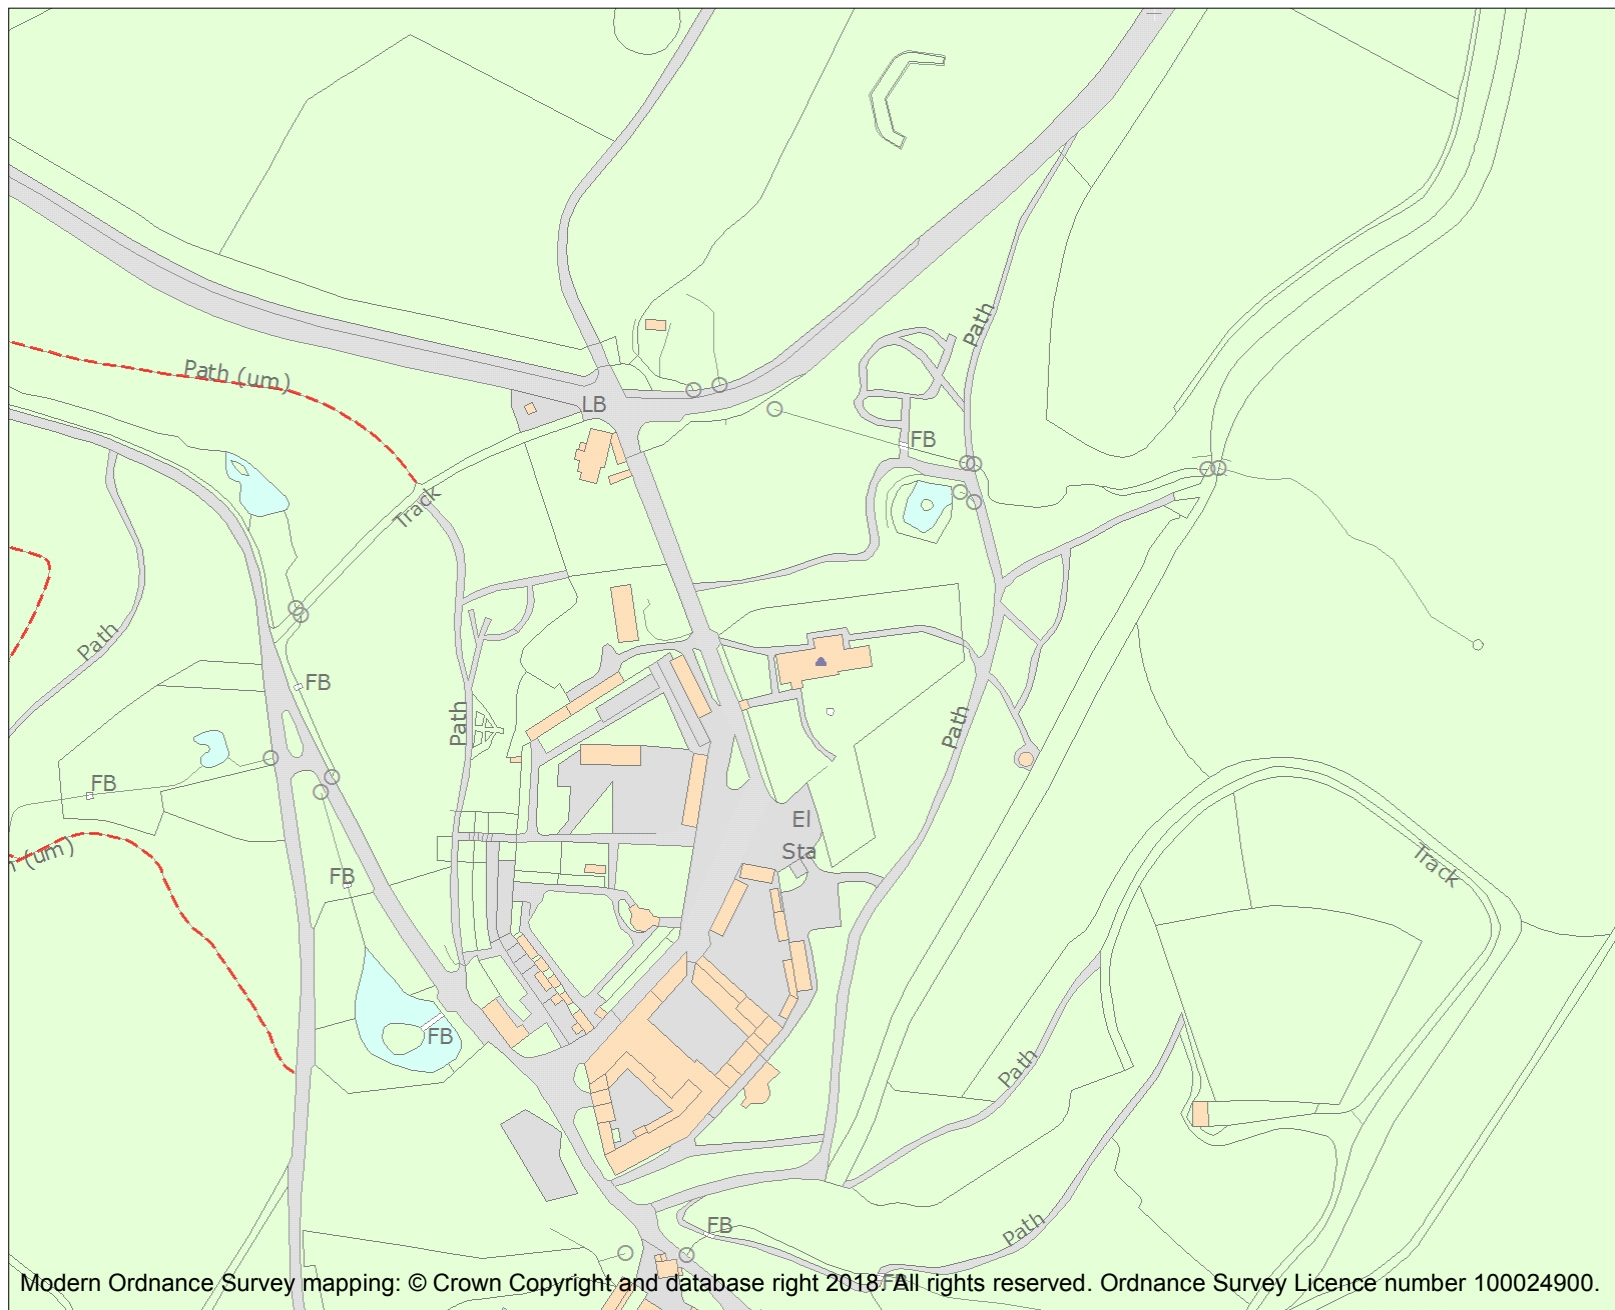 Path
Path (um)
LB
FB
Track
Path
FB
Path
Path
FB
El
Sta
(um)
FB
Track
FB
Path
FB
Path
Modern Ordnance Survey mapping: © Crown Copyright and database right 2018. All rights reserved. Ordnance Survey Licence number 100024900.